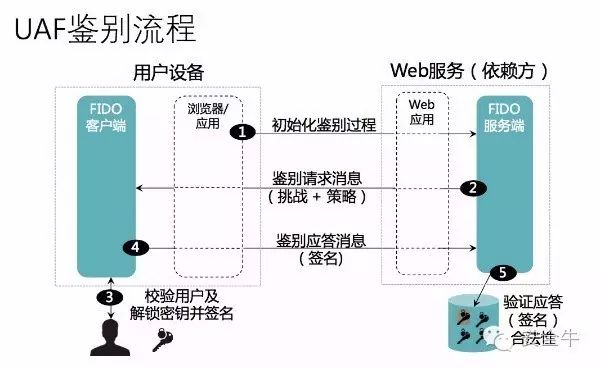 UAF鉴别流程
用户设备
Web服务（依赖方）
FIDO
客户端
浏览器/
应用
Web
应用
FIDO
服务端
1
初始化鉴别过程
鉴别请求消息
（挑战 + 策略）
2
4
鉴别应答消息
（签名）
5
3
校验用户及
解锁密钥并签名
验证应答
（签名）
合法性
安全牛